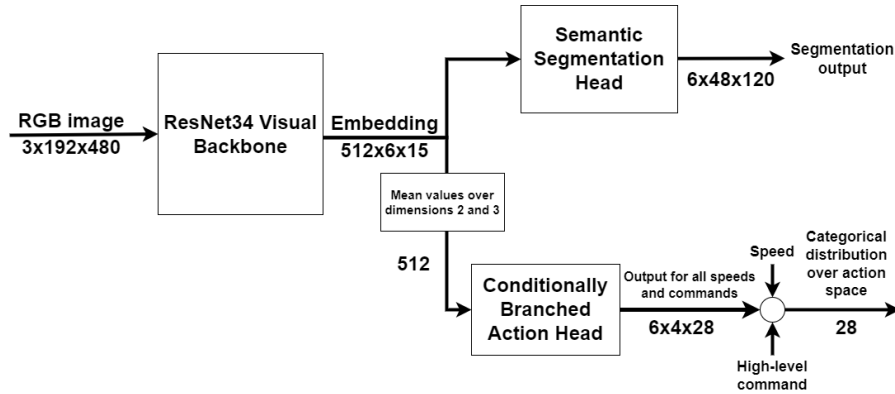 RGB image
3x192x480
ResNet34 Visual
Backbone
Embedding
512x6x15
Semantic
Segmentation
Head
6x48x120
Segmentation
output
Mean values over
dimensions 2 and 3
512
Conditionally
Branched
Action Head
Output for all speeds
and commands
6x4x28
Speed
High-level
command
Categorical
distribution
over action
space
28